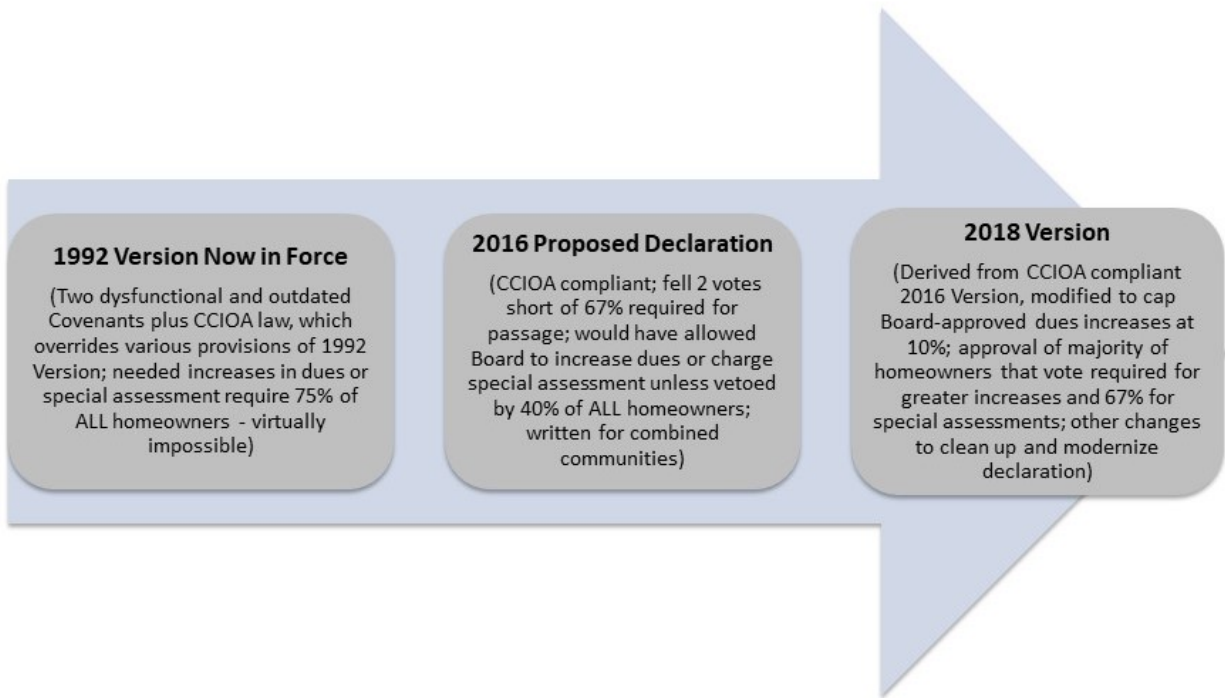 1992 Version Now in Force
(Two dysfunctional and outdated
Covenants plus CCIOA law, which
overrides various provisions of 1992
Version; needed increases in dues or
special assessment require 75% of
ALL homeowners - virtually
impossible)
2016 Proposed Declaration
(CCIOA compliant; fell 2 votes
short of 67% required for
passage; would have allowed
Board to increase dues or charge
special assessment unless vetoed
by 40% of ALL homeowners;
written for combined
communities)
2018 Version
(Derived from CCIOA compliant
2016 Version, modified to cap
Board-approved dues increases at
10%; approval of majority of
homeowners that vote required for
greater increases and 67% for
special assessments; other changes
to clean up and modernize
declaration)